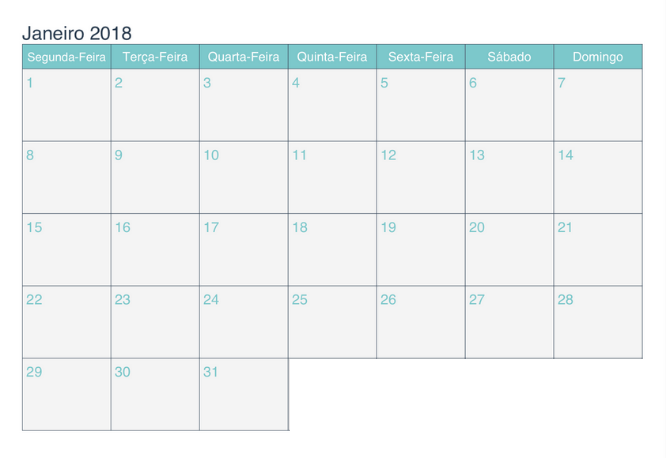 Janeiro 2018
Segunda-Feira Terça-Feira Quarta-Feira Quinta-Feira Sexta-Feira Sábado Domingo
1 2 3 4 5 6 7
8 9 10 11 12 13 14
15 16 17 18 19 20 21
22 23 24 25 26 27 28
29 30 31